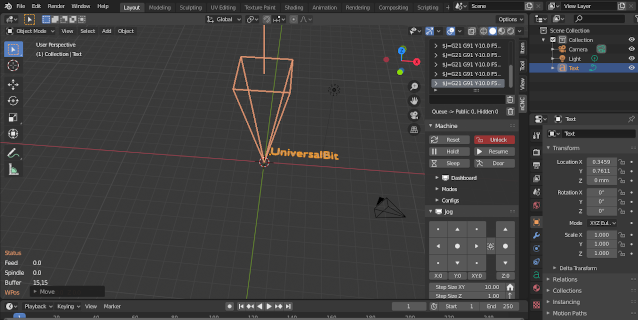 File Edit Render Window Help Layout Modeling Sculpting UV Editing Texture Paint Shading Animation Rendering Compositing Scripting Scene View Layer
Global Options
Object Mode View Select Add Object
User Perspective
(1) Collection | Text
UniversalBit
Status
Feed 0.0
Spindle 0.0
Buffer 15,15
WPos
Move
$J=G21 G91 Y10.0 F5...
$J=G21 G91 Y10.0 F5...
$J=G21 G91 Y10.0 F5...
$J=G21 G91 Y10.0 F5...
Queue -> Public 0, Hidden 0
Machine
Reset Unlock
Hold! Resume
Sleep Door
Dashboard
Modes
Configs
Jog
X:0 Y:0 XY:0 Z:0
Step Size XY 10.00
Step Size Z 1.00
Item
Tool
View
Scene Collection
Collection
Camera
Light
Text
Text
Text
Transform
Location X 0.3459
Y 0.7611
Z 0 mm
Rotation X 0°
Y 0°
Z 0°
Mode XYZ Eul...
Scale X 1.000
Y 1.000
Z 1.000
Delta Transform
Relations
Collections
Instancing
Motion Paths
Playback Keying View Marker 1 Start 1 End 250